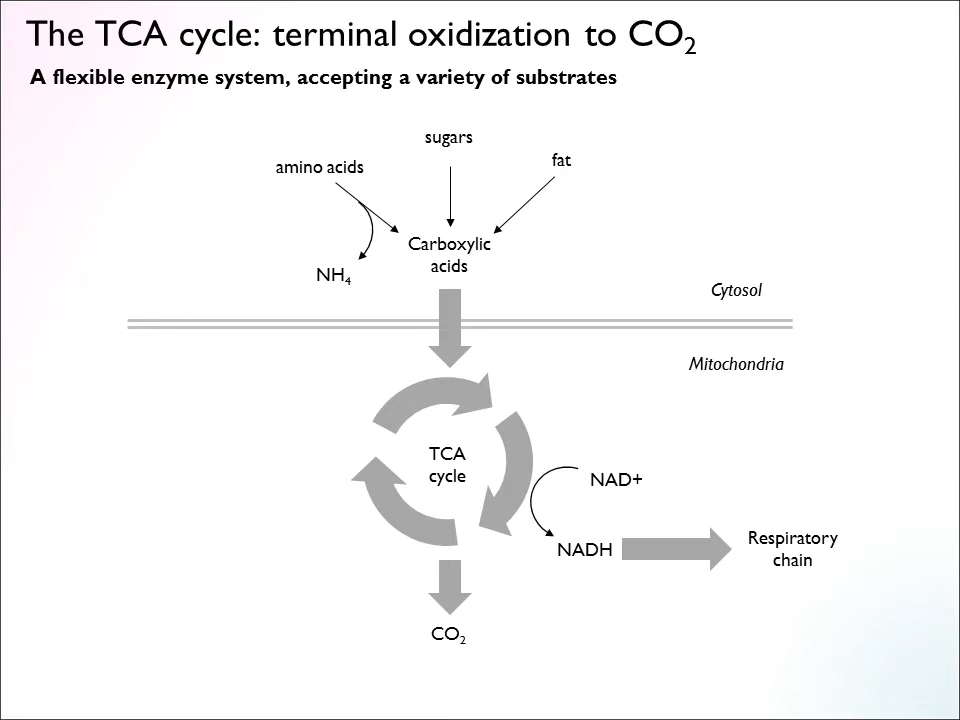 The TCA cycle: terminal oxidization to CO₂
A flexible enzyme system, accepting a variety of substrates
sugars
amino acids
fat
Carboxylic
acids
NH₄
Cytosol
Mitochondria
TCA
cycle
NAD+
NADH
Respiratory
chain
CO₂